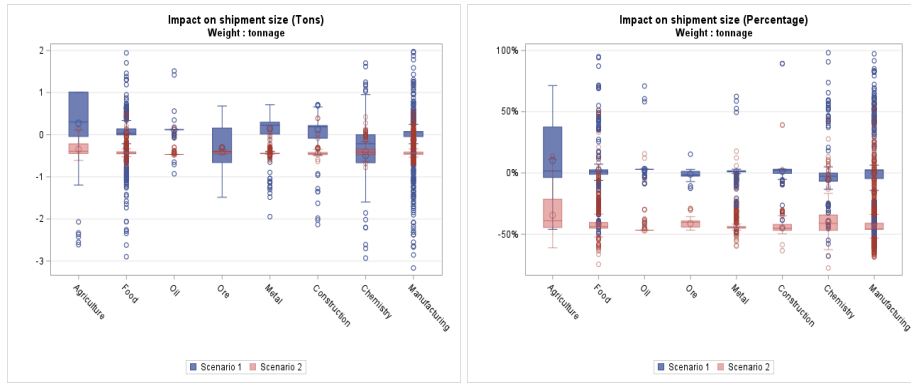 Impact on shipment size (Tons)
Weight : tonnage
2
1
0
-1
-2
-3
Agriculture
Food
Oil
Ore
Metal
Construction
Chemistry
Manufacturing
Scenario 1
Scenario 2
Impact on shipment size (Percentage)
Weight : tonnage
100%
50%
0%
-50%
Agriculture
Food
Oil
Ore
Metal
Construction
Chemistry
Manufacturing
Scenario 1
Scenario 2